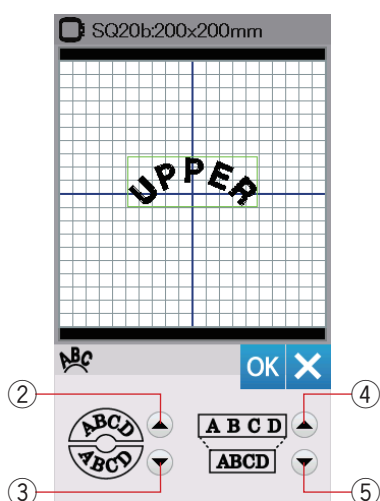 SQ20b:200x200mm
UPPER
ABC
OK
② ④
ABCD
A B C D
ABCD
ABCD
③ ⑤